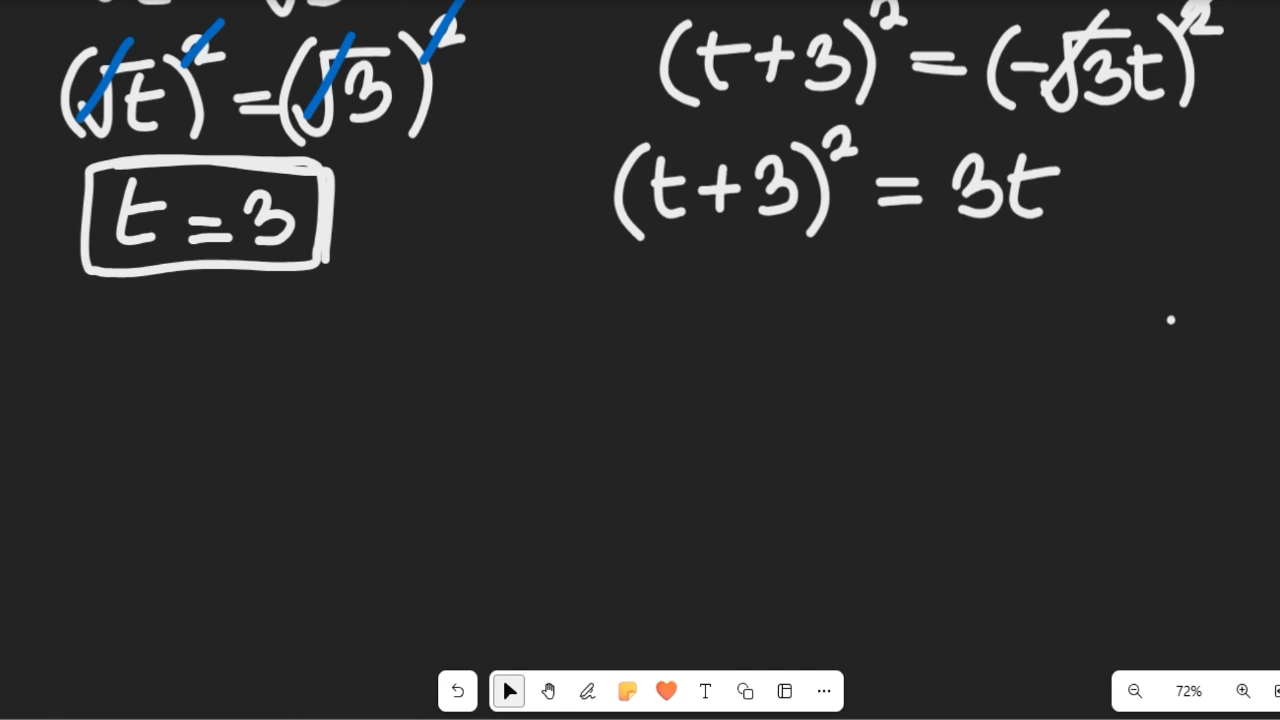 (√t)² = (√3)²
t = 3
(t+3)² = (-√3t)²
(t+3)² = 3t
T
72%